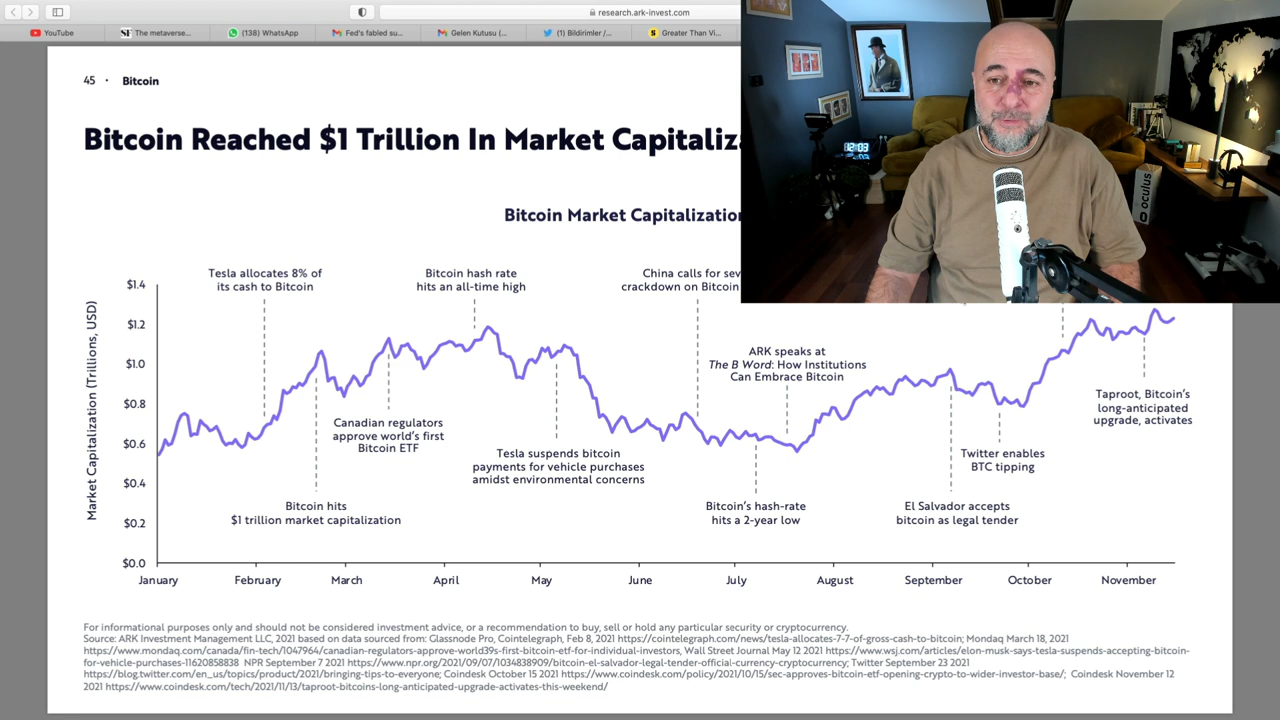 research.ark-invest.com
YouTube
The metaverse...
(138) WhatsApp
Fed's fabled su...
Gelen Kutusu (...
(1) Bildirimler /...
Greater Than Vi...
45 · Bitcoin
Bitcoin Reached $1 Trillion In Market Capitaliz
Bitcoin Market Capitalization
Tesla allocates 8% of
its cash to Bitcoin
Bitcoin hash rate
hits an all-time high
China calls for sev
crackdown on Bitcoin
$1.4
$1.2
$1.0
$0.8
$0.6
$0.4
$0.2
$0.0
Market Capitalization (Trillions, USD)
ARK speaks at
The B Word: How Institutions
Can Embrace Bitcoin
Canadian regulators
approve world's first
Bitcoin ETF
Taproot, Bitcoin's
long-anticipated
upgrade, activates
Tesla suspends bitcoin
payments for vehicle purchases
amidst environmental concerns
Twitter enables
BTC tipping
Bitcoin hits
$1 trillion market capitalization
Bitcoin's hash-rate
hits a 2-year low
El Salvador accepts
bitcoin as legal tender
January
February
March
April
May
June
July
August
September
October
November
For informational purposes only and should not be considered investment advice, or a recommendation to buy, sell or hold any particular security or cryptocurrency.
Source: ARK Investment Management LLC, 2021 based on data sourced from: Glassnode Pro, Cointelegraph, Feb 8, 2021 https://cointelegraph.com/news/tesla-allocates-7-7-of-gross-cash-to-bitcoin; Mondaq March 18, 2021
https://www.mondaq.com/canada/fin-tech/1047964/canadian-regulators-approve-world39s-first-bitcoin-etf-for-individual-investors, Wall Street Journal May 12 2021 https://www.wsj.com/articles/elon-musk-says-tesla-suspends-accepting-bitcoin-
for-vehicle-purchases-11620858838 NPR September 7 2021 https://www.npr.org/2021/09/07/1034838909/bitcoin-el-salvador-legal-tender-official-currency-cryptocurrency; Twitter September 23 2021
https://blog.twitter.com/en_us/topics/product/2021/bringing-tips-to-everyone; Coindesk October 15 2021 https://www.coindesk.com/policy/2021/10/15/sec-approves-bitcoin-etf-opening-crypto-to-wider-investor-base/; Coindesk November 12
2021 https://www.coindesk.com/tech/2021/11/13/taproot-bitcoins-long-anticipated-upgrade-activates-this-weekend/
12:03
oculus